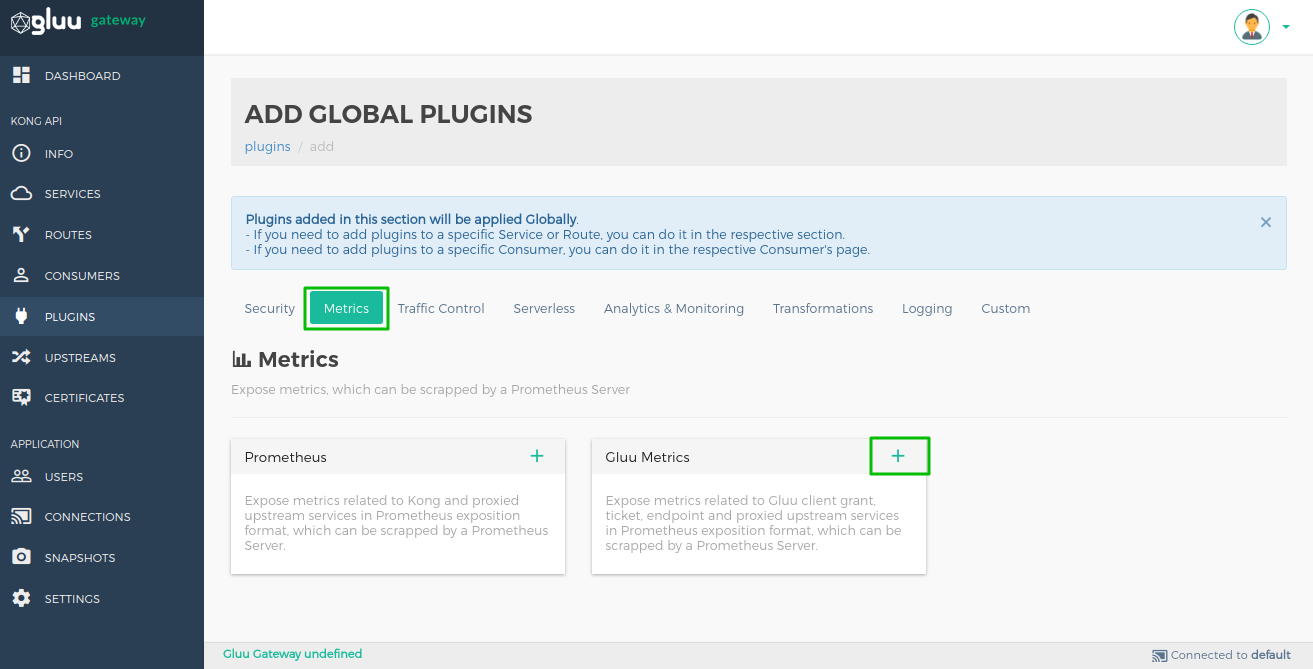 gluu gateway
DASHBOARD
KONG API
INFO
SERVICES
ROUTES
CONSUMERS
PLUGINS
UPSTREAMS
CERTIFICATES
APPLICATION
USERS
CONNECTIONS
SNAPSHOTS
SETTINGS
ADD GLOBAL PLUGINS
plugins / add
Plugins added in this section will be applied Globally.
- If you need to add plugins to a specific Service or Route, you can do it in the respective section.
- If you need to add plugins to a specific Consumer, you can do it in the respective Consumer's page.
Security Metrics Traffic Control Serverless Analytics & Monitoring Transformations Logging Custom
Metrics
Expose metrics, which can be scrapped by a Prometheus Server
Prometheus
Expose metrics related to Kong and proxied
upstream services in Prometheus exposition
format, which can be scrapped by a Prometheus
Server.
Gluu Metrics
Expose metrics related to Gluu client grant,
ticket, endpoint and proxied upstream services
in Prometheus exposition format, which can be
scrapped by a Prometheus Server.
Gluu Gateway undefined
Connected to default